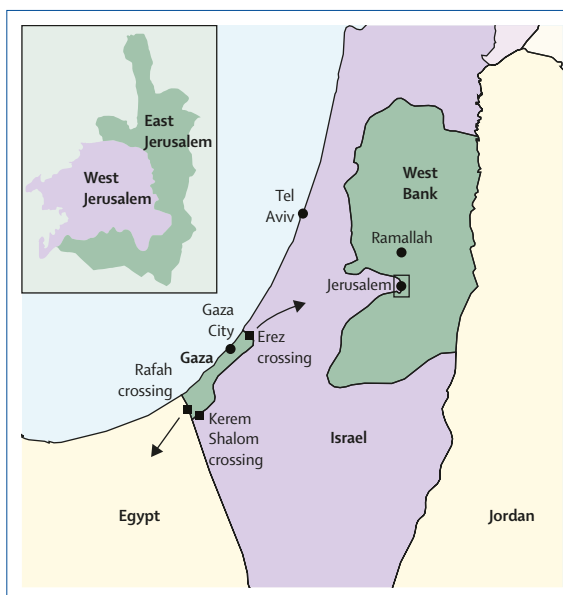 East
Jerusalem
West
Jerusalem
West
Bank
Tel
Aviv
Ramallah
Jerusalem
Gaza
City
Erez
crossing
Gaza
Rafah
crossing
Kerem
Shalom
crossing
Israel
Egypt
Jordan